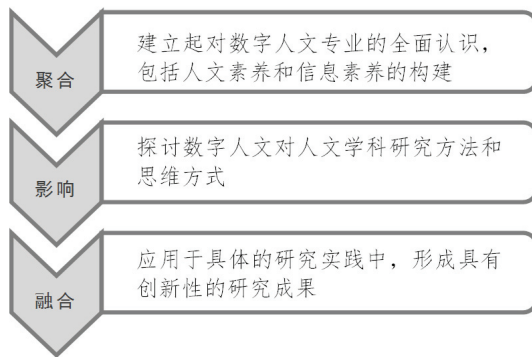 聚合
建立起对数字人文专业的全面认识，
包括人文素养和信息素养的构建
影响
探讨数字人文对人文学科研究方法和
思维方式
融合
应用于具体的研究实践中，形成具有
创新性的研究成果